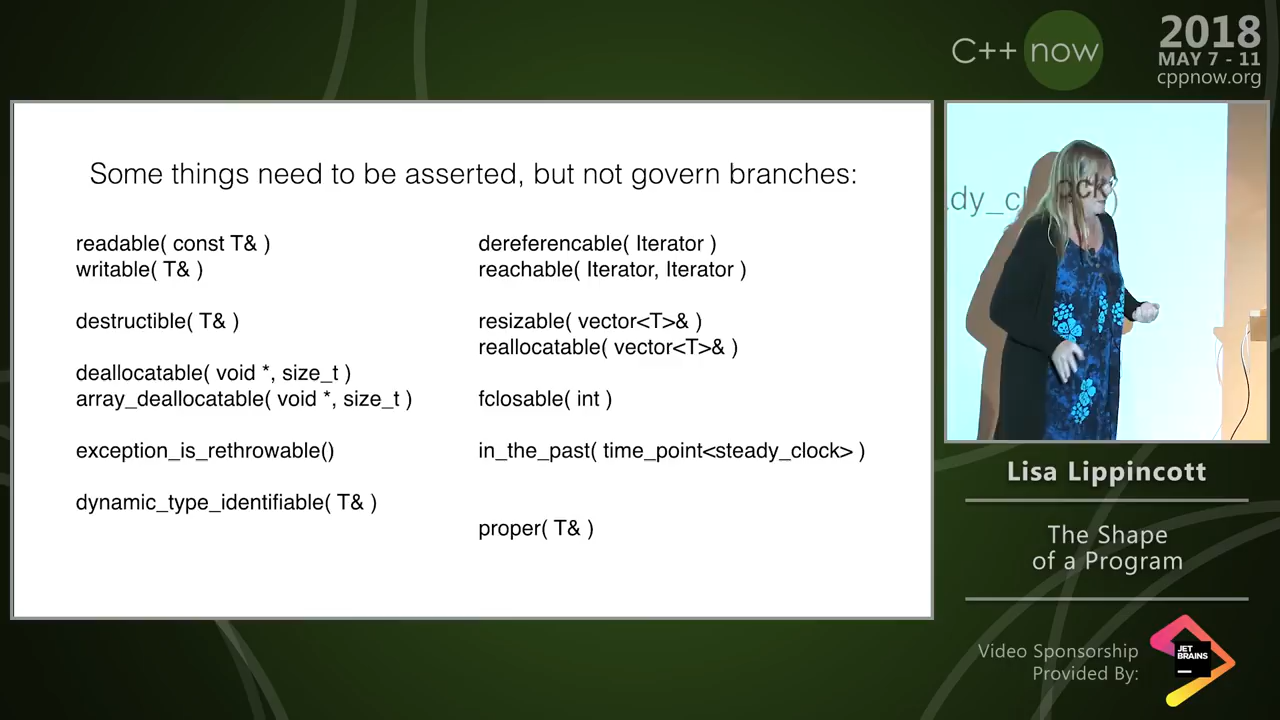 C++ now
2018
MAY 7 - 11
cppnow.org
Some things need to be asserted, but not govern branches:
readable( const T& )
writable( T& )
destructible( T& )
deallocatable( void *, size_t )
array_deallocatable( void *, size_t )
exception_is_rethrowable()
dynamic_type_identifiable( T& )
dereferencable( Iterator )
reachable( Iterator, Iterator )
resizable( vector<T>& )
reallocatable( vector<T>& )
fclosable( int )
in_the_past( time_point<steady_clock> )
proper( T& )
dy_cl ock )
Lisa Lippincott
The Shape
of a Program
Video Sponsorship
Provided By:
JET
BRAINS